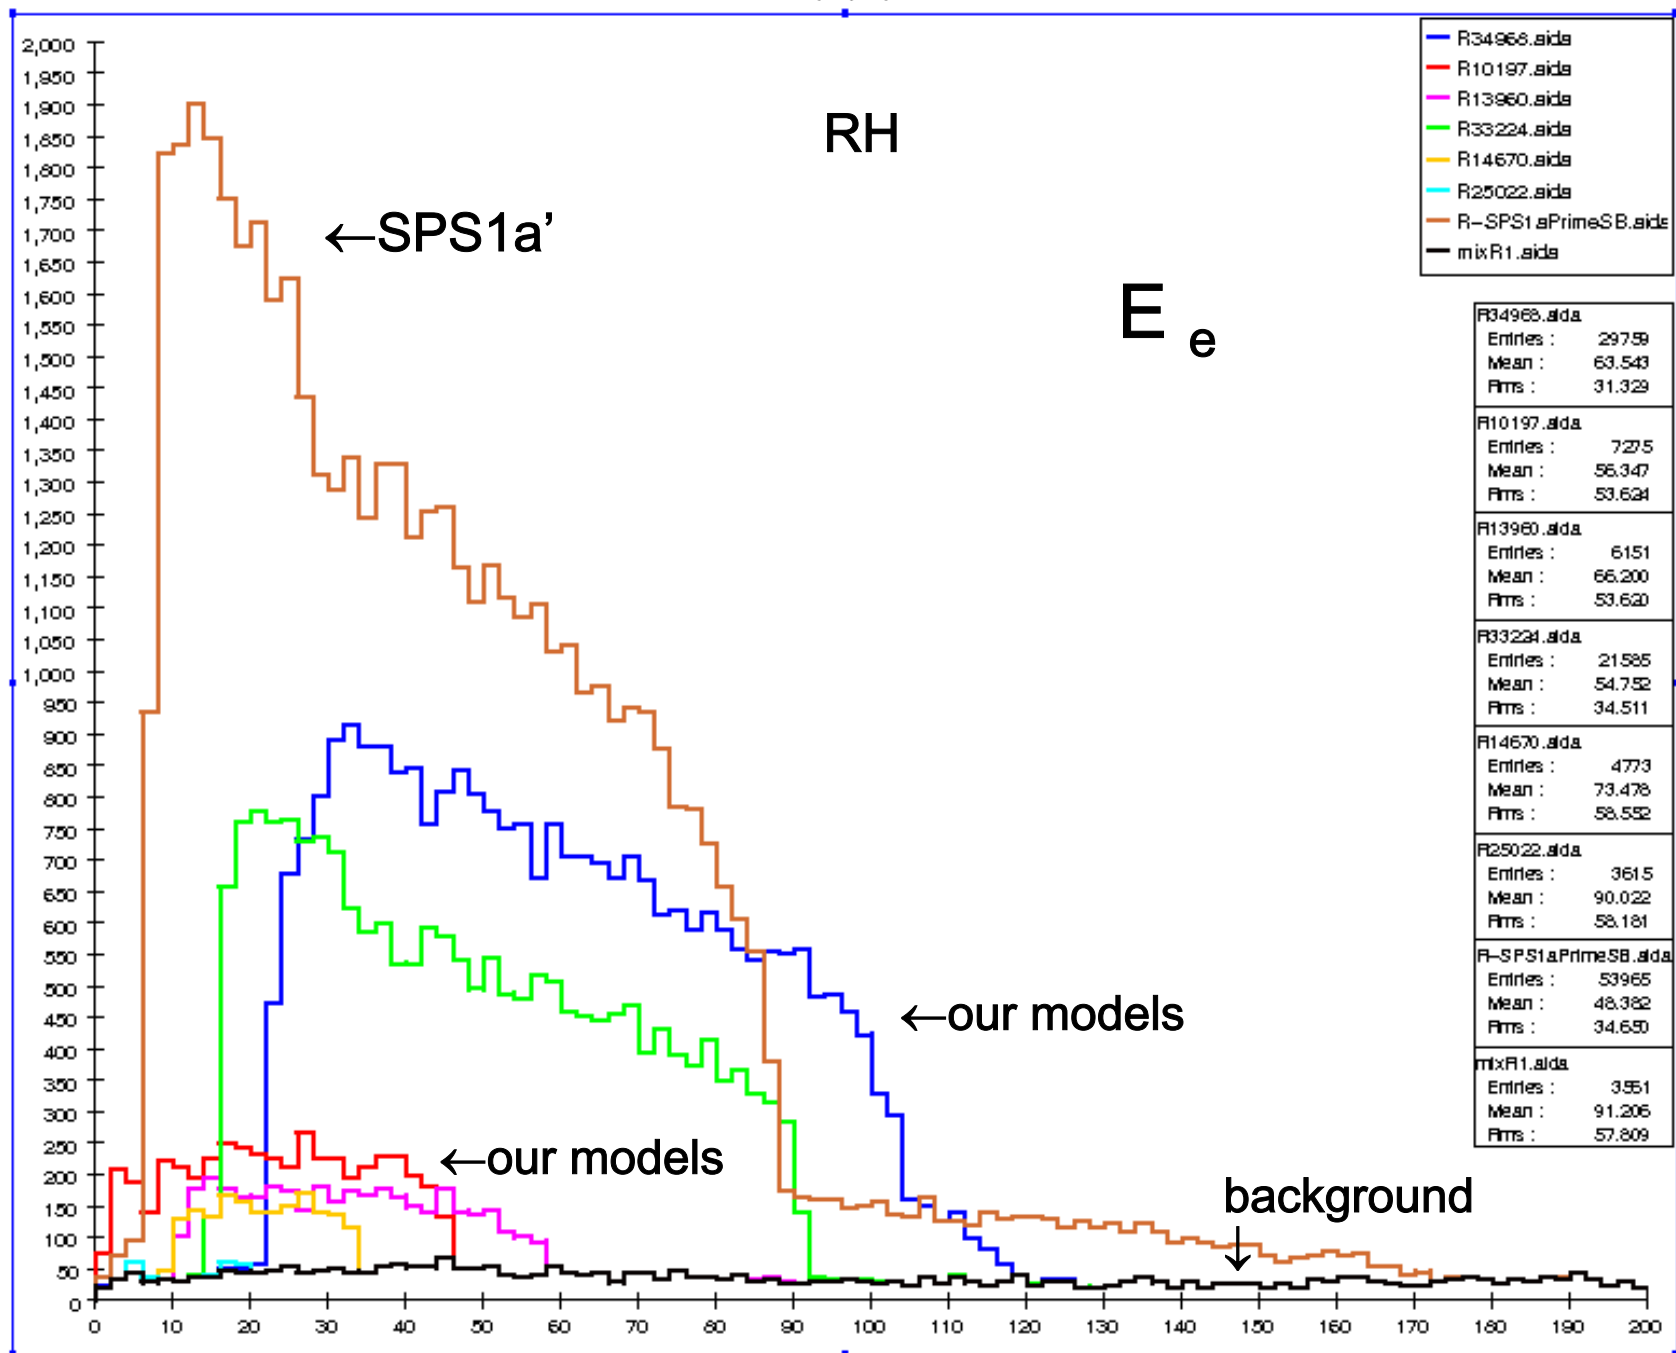 2,000
1,950
1,900
1,850
1,800
1,750
1,700
1,650
1,600
1,550
1,500
1,450
1,400
1,350
1,300
1,250
1,200
1,150
1,100
1,050
1,000
950
900
850
800
750
700
650
600
550
500
450
400
350
300
250
200
150
100
50
0
0 10 20 30 40 50 60 70 80 90 100 110 120 130 140 150 160 170 180 190 200
RH
←SPS1a’
E e
←our models
←our models
background
↓
R34968.aida
R10197.aida
R13960.aida
R33224.aida
R14670.aida
R25022.aida
R-SPS1aPrimeSB.aida
mixR1.aida
R34968.aida
Entries : 29759
Mean : 63.543
Rms : 31.329
R10197.aida
Entries : 7275
Mean : 56.347
Rms : 53.624
R13960.aida
Entries : 6151
Mean : 66.200
Rms : 53.620
R33224.aida
Entries : 21585
Mean : 54.752
Rms : 34.511
R14670.aida
Entries : 4773
Mean : 73.478
Rms : 58.552
R25022.aida
Entries : 3615
Mean : 90.022
Rms : 58.181
R-SPS1aPrimeSB.aida
Entries : 53965
Mean : 48.382
Rms : 34.650
mixR1.aida
Entries : 3551
Mean : 91.206
Rms : 57.809